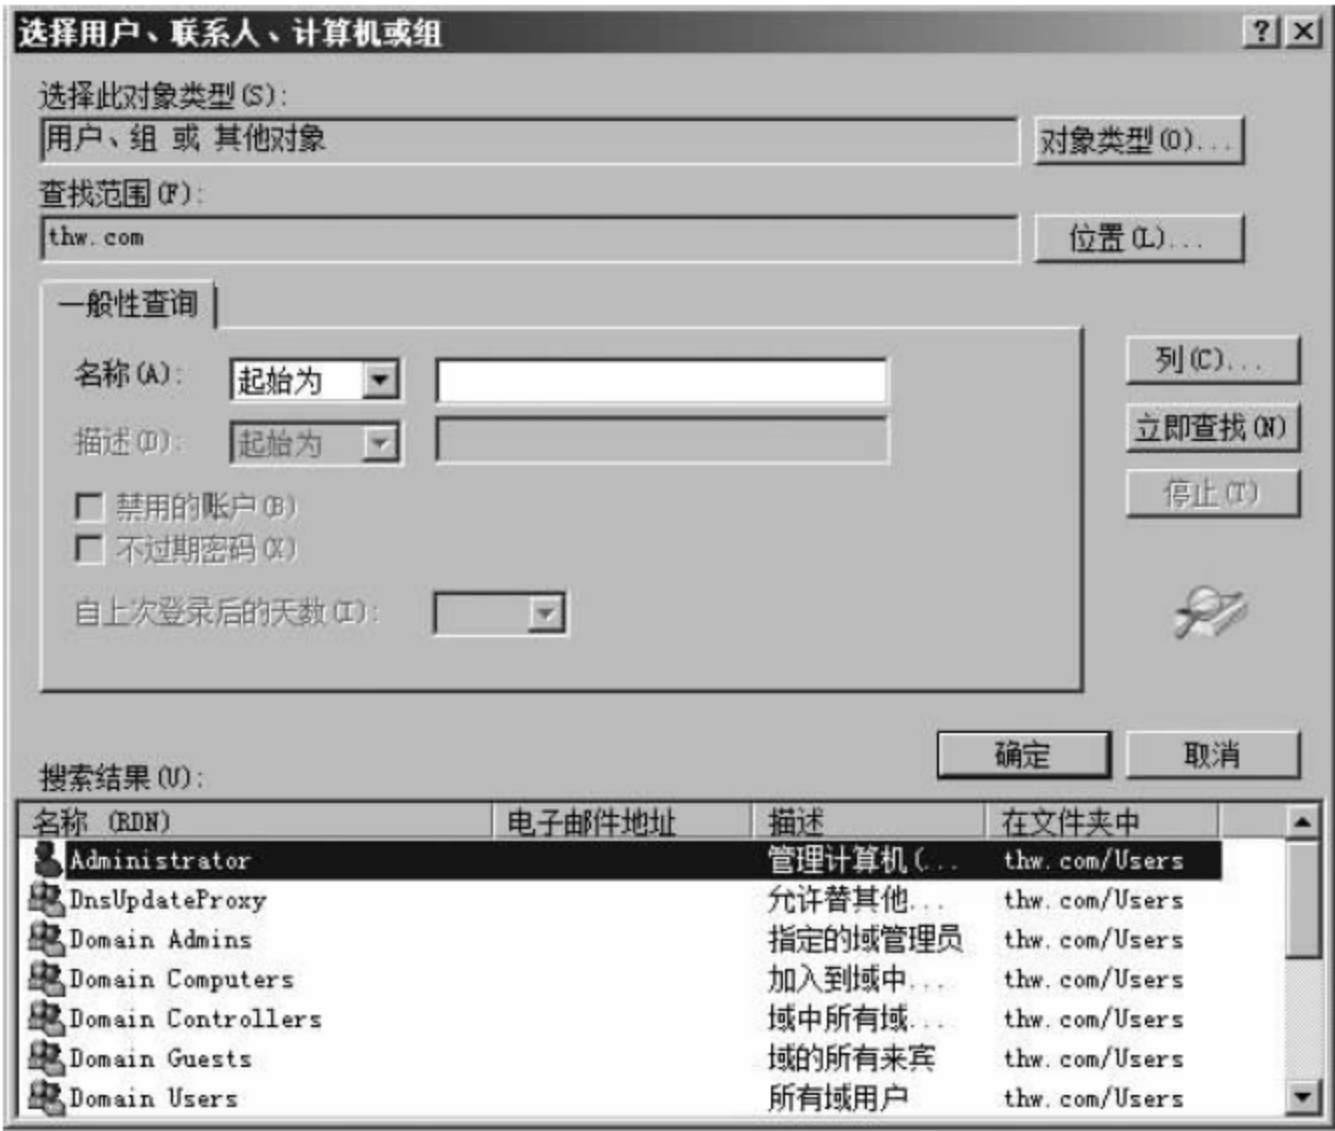 选择用户、联系人、计算机或组
选择此对象类型(S):
用户、组 或 其他对象
对象类型(O)...
查找范围(F):
thw.com
位置(L)...
一般性查询
名称(A):
起始为
列(C)...
描述(D):
起始为
立即查找(N)
禁用的账户(B)
停止(T)
不过期密码(X)
自上次登录后的天数(I):
确定
取消
搜索结果(U):
名称 (RDN) 电子邮件地址 描述 在文件夹中
Administrator 管理计算机(... thw.com/Users
DnsUpdateProxy 允许替其他... thw.com/Users
Domain Admins 指定的域管理员 thw.com/Users
Domain Computers 加入到域中... thw.com/Users
Domain Controllers 域中所有域... thw.com/Users
Domain Guests 域的所有来宾 thw.com/Users
Domain Users 所有域用户 thw.com/Users